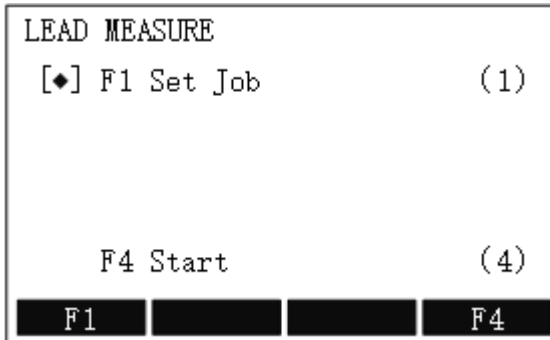 LEAD MEASURE
[◆] F1 Set Job (1)
F4 Start (4)
F1 F4